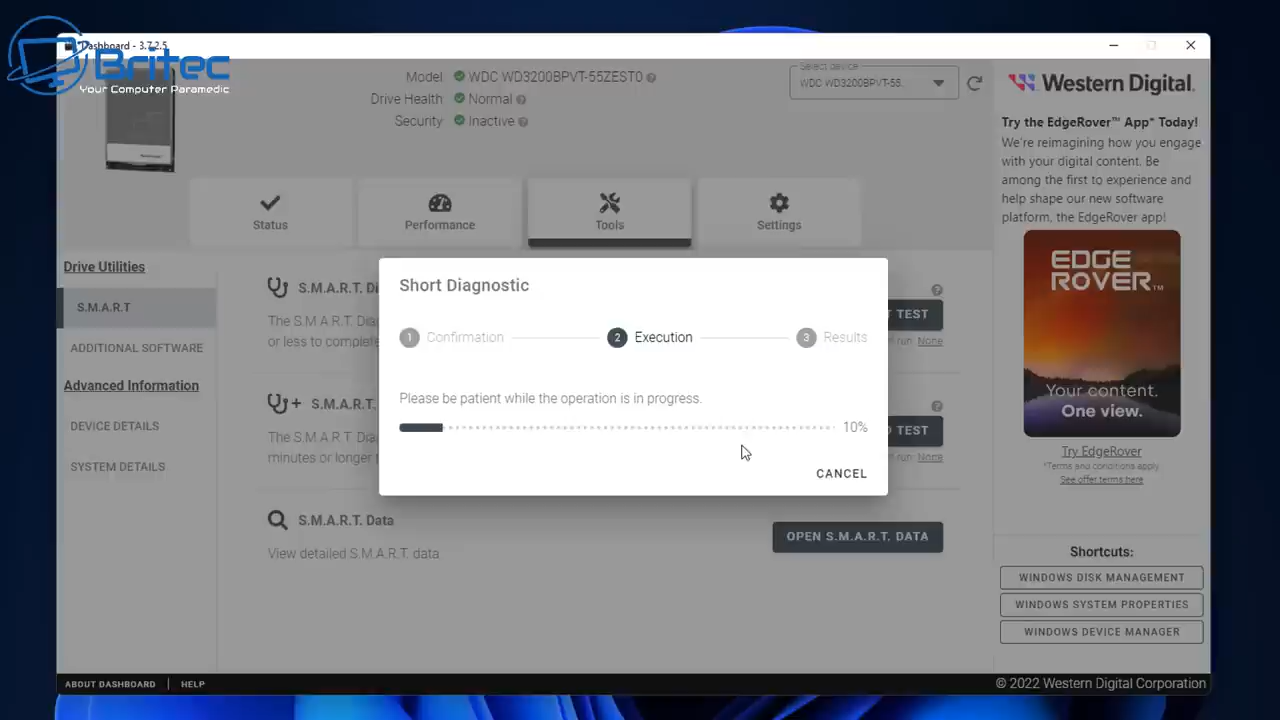 Dashboard - 3.7.2.5
Britec
Your Computer Paramedic
Model WDC WD3200BPVT-55ZEST0
Drive Health Normal
Security Inactive
Select device
WDC WD3200BPVT-55.
Western Digital.
Try the EdgeRover™ App* Today!
We're reimagining how you engage
with your digital content. Be
among the first to experience and
help shape our new software
platform, the EdgeRover app!
EDGE
ROVER™
Your content.
One view.
Try EdgeRover
*Terms and conditions apply.
See offer terms here
Status
Performance
Tools
Settings
Drive Utilities
S.M.A.R.T
ADDITIONAL SOFTWARE
Advanced Information
DEVICE DETAILS
SYSTEM DETAILS
S.M.A.R.T. Di
The S.M.A.R.T. Dia
or less to complete
T TEST
run: None
S.M.A.R.T.
The S.M.A.R.T. Dia
minutes or longer
D TEST
run: None
Short Diagnostic
1 Confirmation
2 Execution
3 Results
Please be patient while the operation is in progress.
10%
CANCEL
S.M.A.R.T. Data
View detailed S.M.A.R.T. data
OPEN S.M.A.R.T. DATA
Shortcuts:
WINDOWS DISK MANAGEMENT
WINDOWS SYSTEM PROPERTIES
WINDOWS DEVICE MANAGER
ABOUT DASHBOARD | HELP
© 2022 Western Digital Corporation